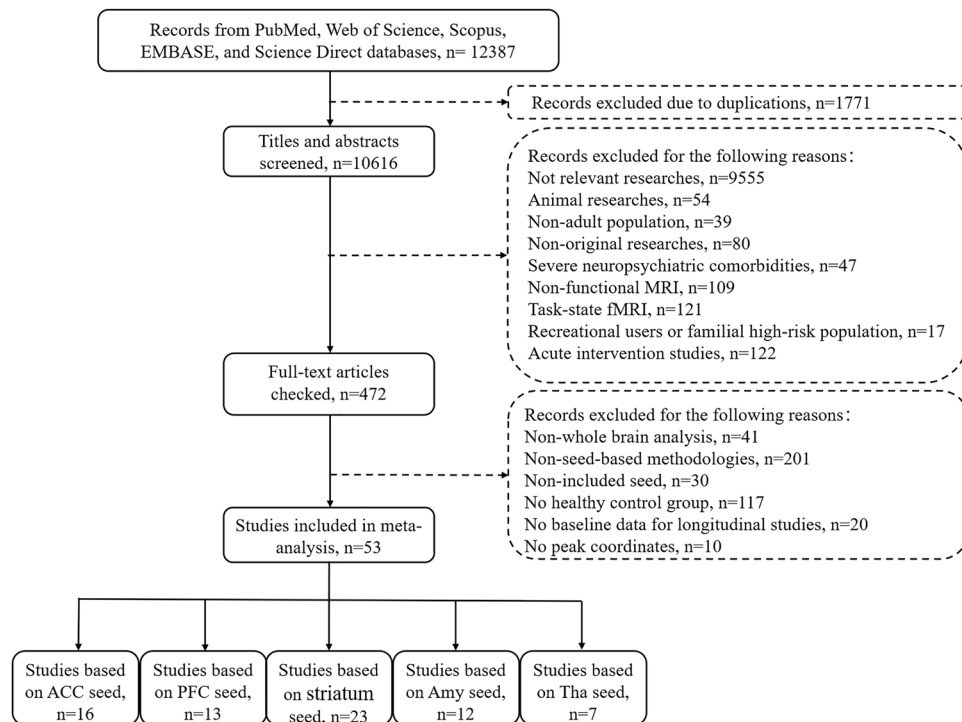 Records from PubMed, Web of Science, Scopus,
EMBASE, and Science Direct databases, n= 12387
Records excluded due to duplications, n=1771
Titles and abstracts
screened, n=10616
Records excluded for the following reasons：
Not relevant researches, n=9555
Animal researches, n=54
Non-adult population, n=39
Non-original researches, n=80
Severe neuropsychiatric comorbidities, n=47
Non-functional MRI, n=109
Task-state fMRI, n=121
Recreational users or familial high-risk population, n=17
Acute intervention studies, n=122
Full-text articles
checked, n=472
Records excluded for the following reasons：
Non-whole brain analysis, n=41
Non-seed-based methodologies, n=201
Non-included seed, n=30
No healthy control group, n=117
No baseline data for longitudinal studies, n=20
No peak coordinates, n=10
Studies included in meta-
analysis, n=53
Studies based
on ACC seed,
n=16
Studies based
on PFC seed,
n=13
Studies based
on striatum
seed, n=23
Studies based
on Amy seed,
n=12
Studies based
on Tha seed,
n=7